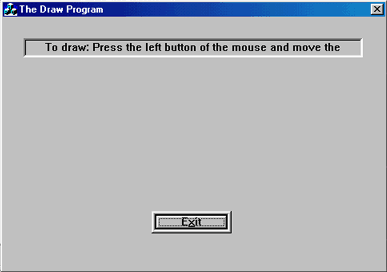 The Draw Program
To draw: Press the left button of the mouse and move the
Exit